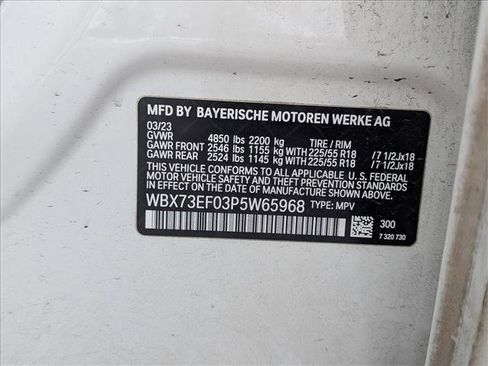 MFD BY BAYERISCHE MOTOREN WERKE AG
03/23
GVWR 4850 lbs 2200 kg TIRE / RIM
GAWR FRONT 2546 lbs 1155 kg WITH 225/55 R18 /7 1/2Jx18
GAWR REAR 2524 lbs 1145 kg WITH 225/55 R18 /7 1/2Jx18
THIS VEHICLE CONFORMS TO ALL APPLICABLE U.S. FEDERAL
MOTOR VEHICLE SAFETY, BUMPER, AND THEFT PREVENTION
STANDARDS IN EFFECT ON THE DATE OF MANUFACTURE SHOWN ABOVE.
WBX73EF03P5W65968 TYPE: MPV
300
7 320 730